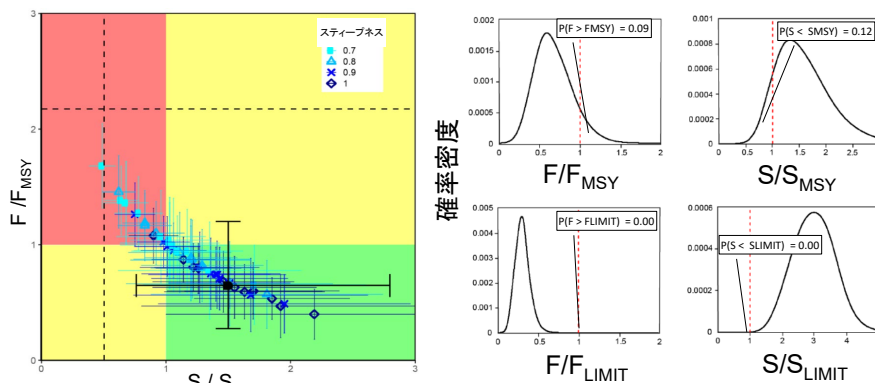 スティープネス
0.7
0.8
0.9
1
F /F_MSY
3
2
1
0
0 1 2 3
確率密度
P(F > FMSY) = 0.09
0.002
0.0015
0.001
0.0005
0
0 0.5 1 1.5 2
F/F_MSY
P(S < SMSY) = 0.12
0.001
0.0008
0.0006
0.0004
0.0002
0
0 0.5 1 1.5 2 2.5
S/S_MSY
P(F > FLIMIT) = 0.00
0.005
0.004
0.003
0.002
0.001
0
0 0.5 1 1.5 2
F/F_LIMIT
P(S < SLIMIT) = 0.00
0.0006
0.0004
0.0002
0
0 1 2 3 4
S/S_LIMIT